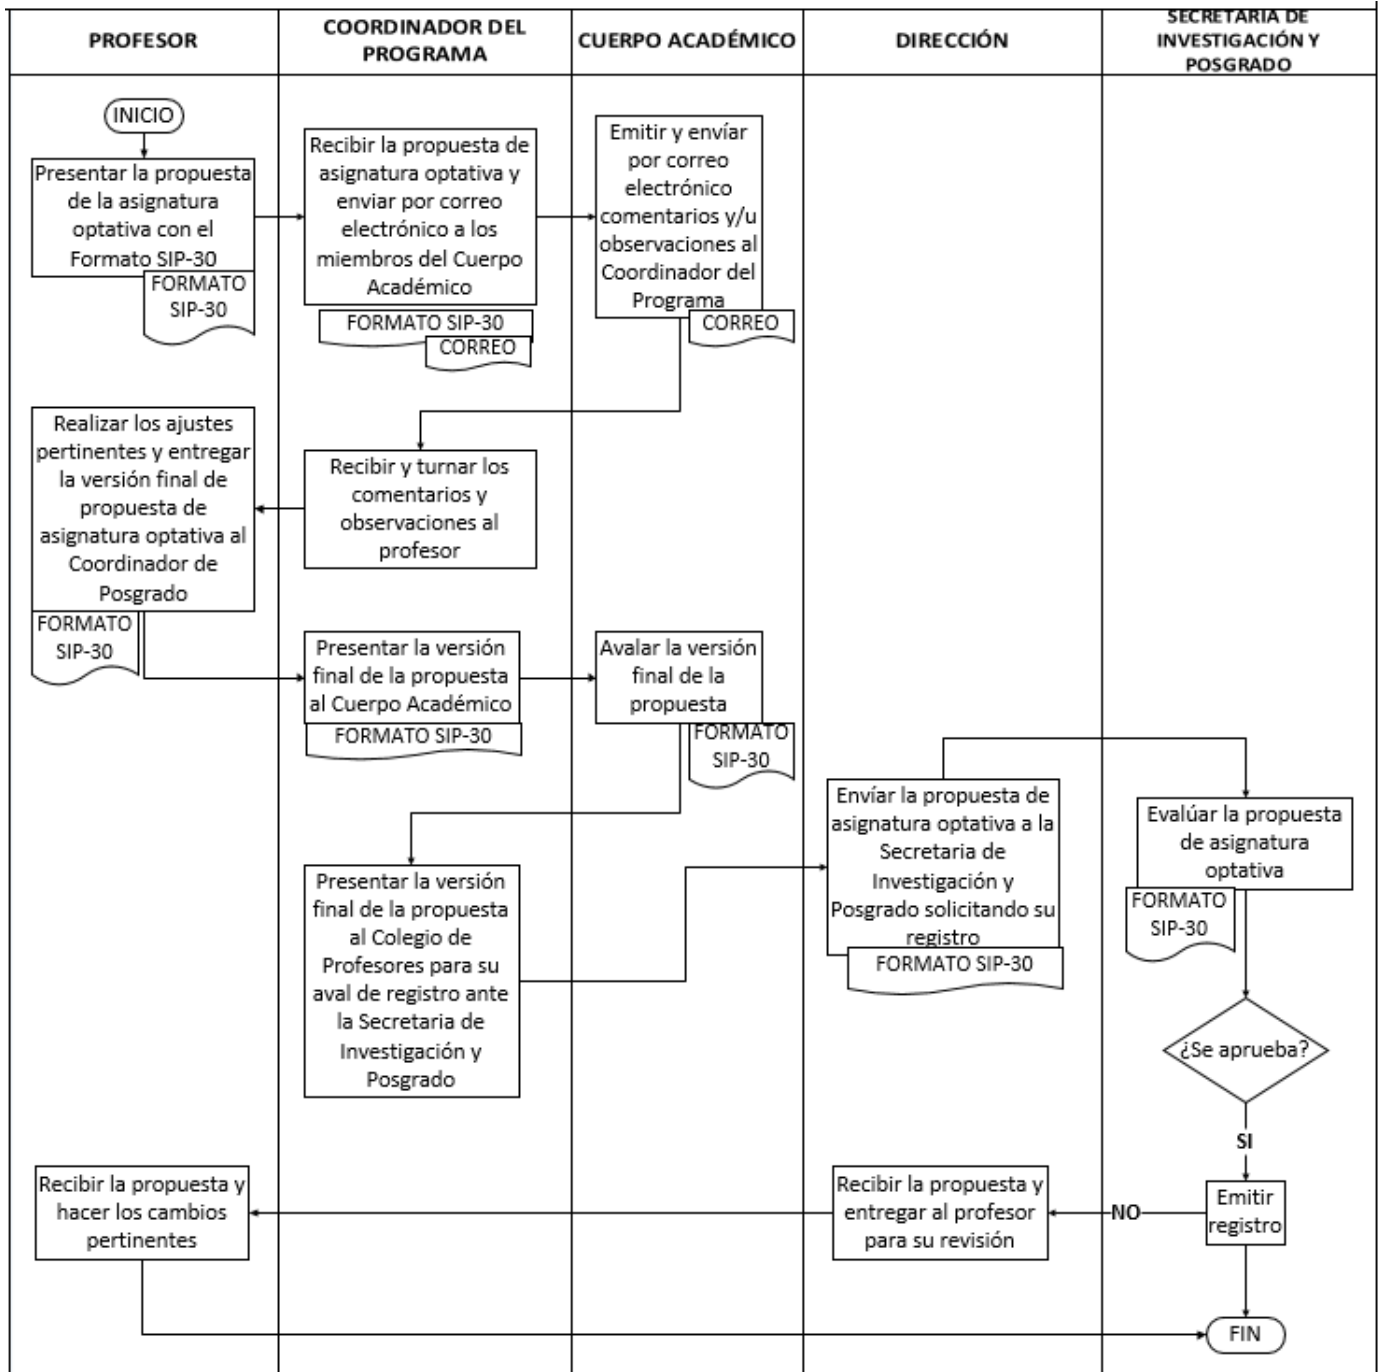 PROFESOR
COORDINADOR DEL
PROGRAMA
CUERPO ACADÉMICO
DIRECCIÓN
SECRETARIA DE
INVESTIGACIÓN Y
POSGRADO
INICIO
Presentar la propuesta
de la asignatura
optativa con el
Formato SIP-30
FORMATO
SIP-30
Recibir la propuesta de
asignatura optativa y
enviar por correo
electrónico a los
miembros del Cuerpo
Académico
FORMATO SIP-30
CORREO
Emitir y envíar
por correo
electrónico
comentarios y/u
observaciones al
Coordinador del
Programa
CORREO
Recibir y turnar los
comentarios y
observaciones al
profesor
Realizar los ajustes
pertinentes y entregar
la versión final de
propuesta de
asignatura optativa al
Coordinador de
Posgrado
FORMATO
SIP-30
Presentar la versión
final de la propuesta
al Cuerpo Académico
FORMATO SIP-30
Avalar la versión
final de la
propuesta
FORMATO
SIP-30
Presentar la versión
final de la propuesta
al Colegio de
Profesores para su
aval de registro ante
la Secretaria de
Investigación y
Posgrado
Envíar la propuesta de
asignatura optativa a la
Secretaria de
Investigación y
Posgrado solicitando su
registro
FORMATO SIP-30
Evalúar la propuesta
de asignatura
optativa
FORMATO
SIP-30
¿Se aprueba?
SI
Emitir
registro
NO
Recibir la propuesta y
entregar al profesor
para su revisión
Recibir la propuesta y
hacer los cambios
pertinentes
FIN